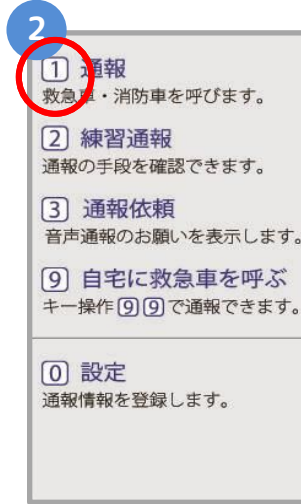 2
1 通報
救急車・消防車を呼びます。
2 練習通報
通報の手段を確認できます。
3 通報依頼
音声通報のお願いを表示します。
9 自宅に救急車を呼ぶ
キー操作99で通報できます。
0 設定
通報情報を登録します。